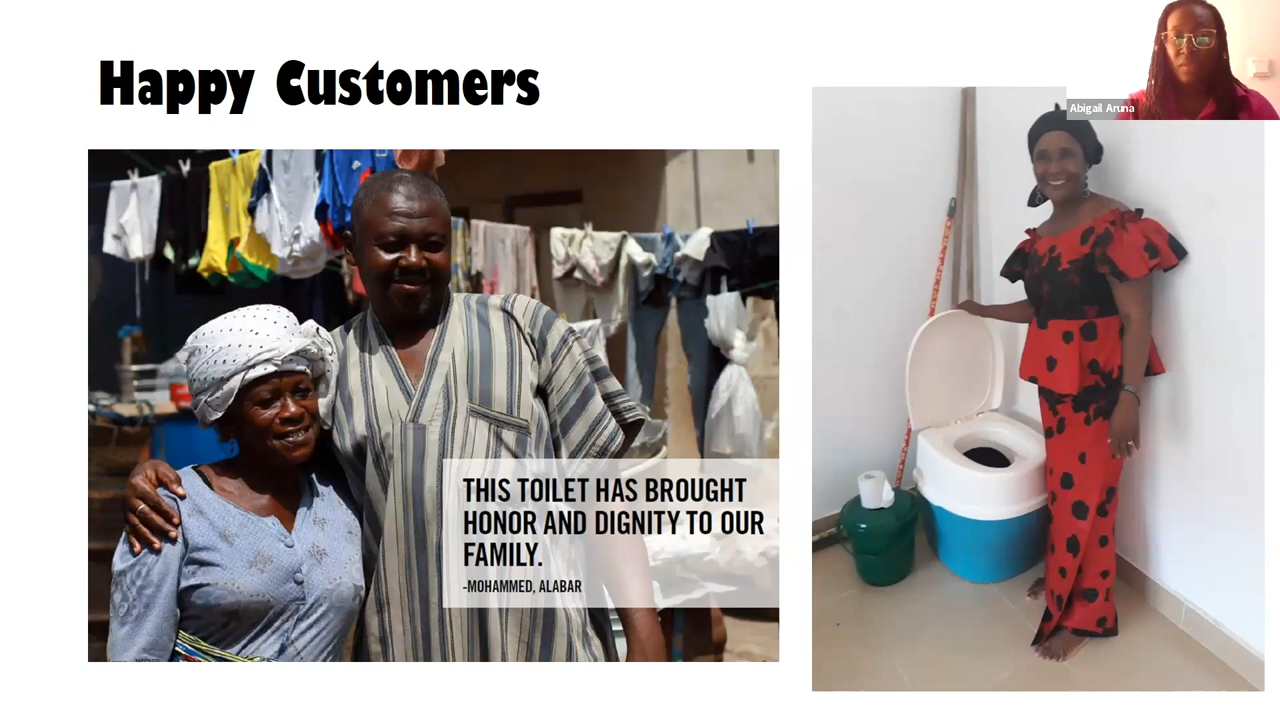 Happy Customers
Abigail Aruna
THIS TOILET HAS BROUGHT
HONOR AND DIGNITY TO OUR
FAMILY.
-MOHAMMED, ALABAR